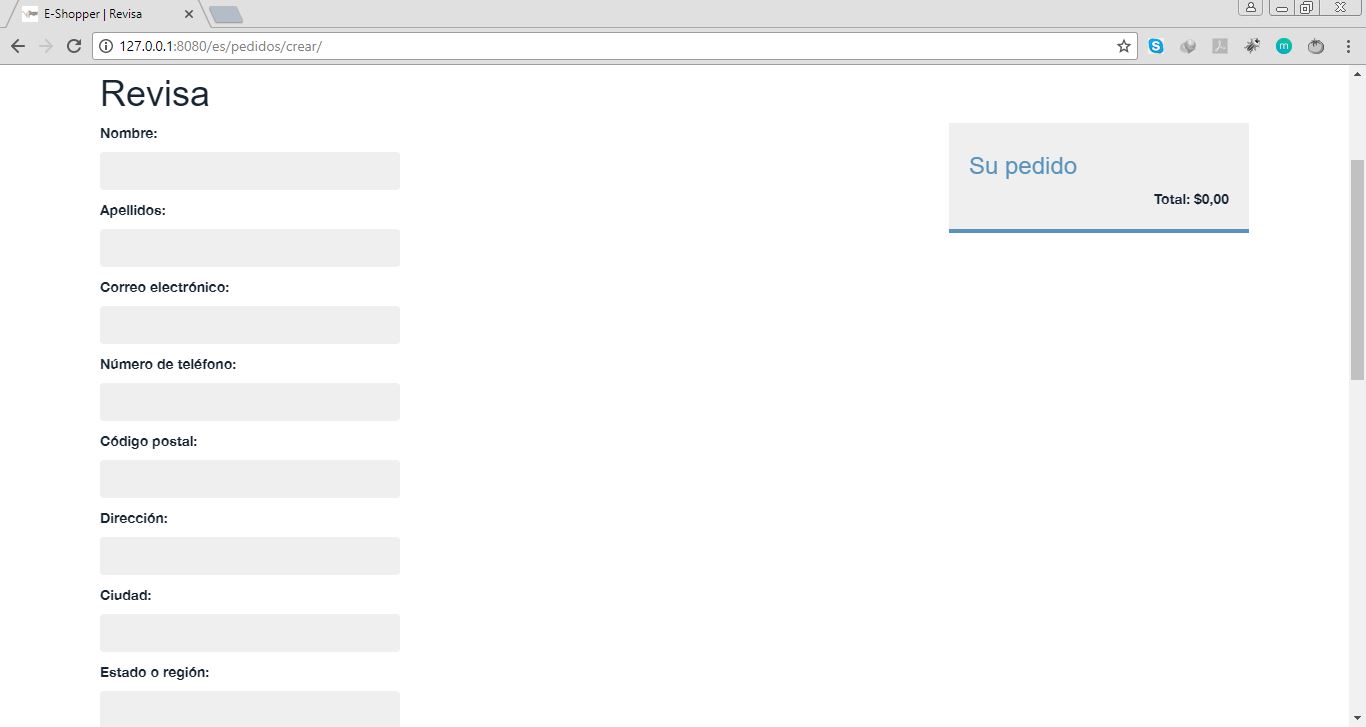 E-Shopper | Revisa
127.0.0.1:8080/es/pedidos/crear/
Revisa
Nombre:
Apellidos:
Correo electrónico:
Número de teléfono:
Código postal:
Dirección:
Ciudad:
Estado o región:
Su pedido
Total: $0,00